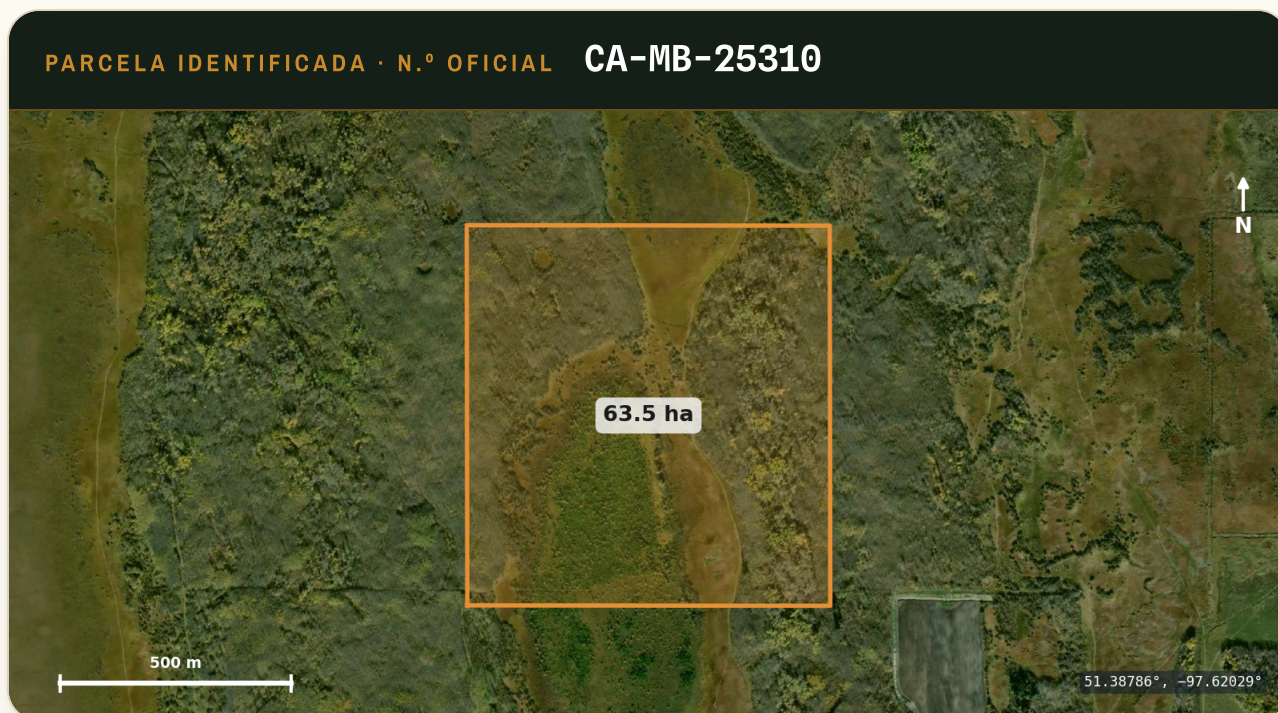 PARCELA IDENTIFICADA · N.º OFICIAL CA-MB-25310
N
63.5 ha
500 m
51.38786°, −97.62029°